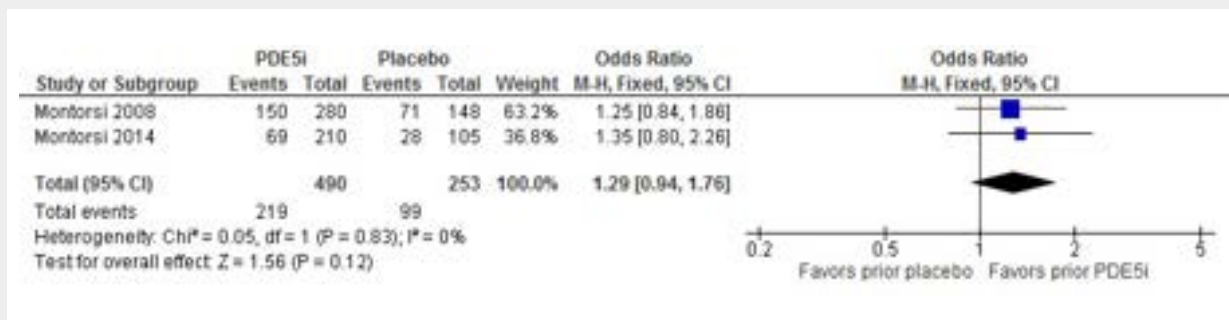 PDE5i Placebo Odds Ratio Odds Ratio
Study or Subgroup Events Total Events Total Weight M-H, Fixed, 95% CI M-H, Fixed, 95% CI
Montorsi 2008 150 280 71 148 63.2% 1.25 [0.84, 1.86]
Montorsi 2014 69 210 28 105 36.8% 1.35 [0.80, 2.26]
Total (95% CI) 490 253 100.0% 1.29 [0.94, 1.76]
Total events 219 99
Heterogeneity: Chi² = 0.05, df = 1 (P = 0.83); I² = 0%
Test for overall effect: Z = 1.56 (P = 0.12)
0.2 0.5 1 2 5
Favors prior placebo Favors prior PDE5i